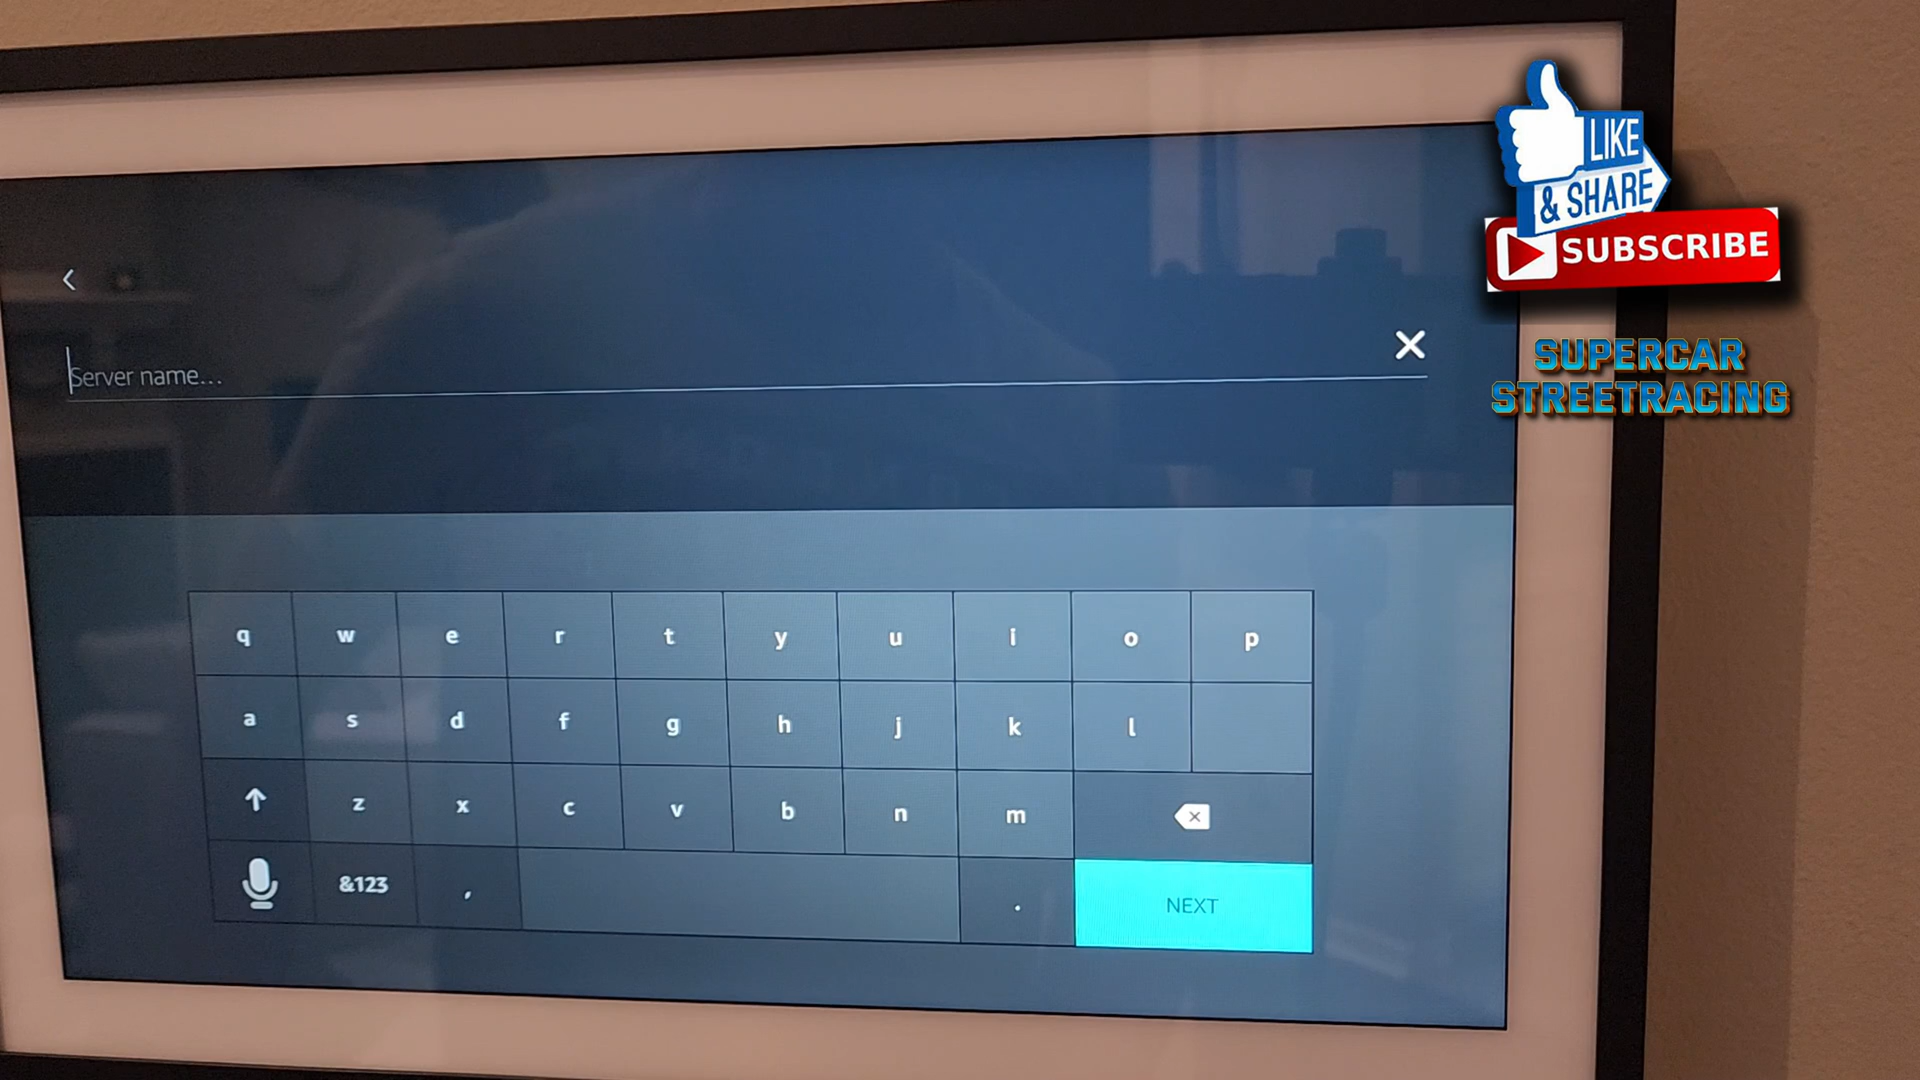 LIKE
& SHARE
SUBSCRIBE
SUPERCAR
STREETRACING
Server name...
q w e r t y u i o p
a s d f g h j k l
z x c v b n m
&123 , . NEXT